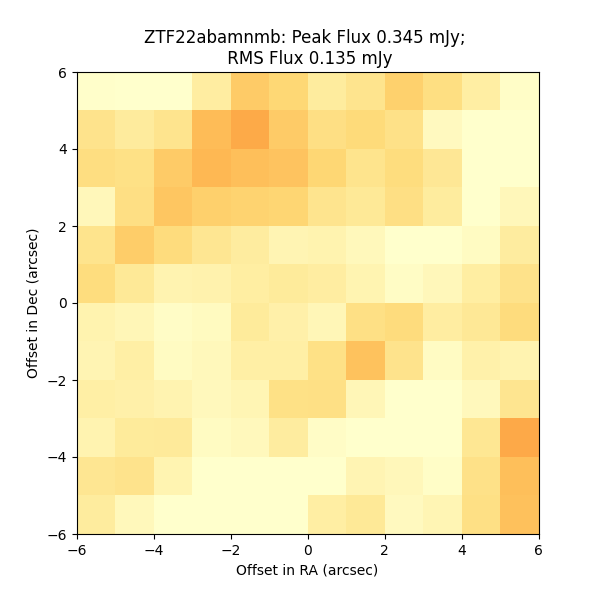 ZTF22abamnmb: Peak Flux 0.345 mJy;
RMS Flux 0.135 mJy
6
4
2
0
−2
−4
−6
Offset in Dec (arcsec)
−6 −4 −2 0 2 4 6
Offset in RA (arcsec)